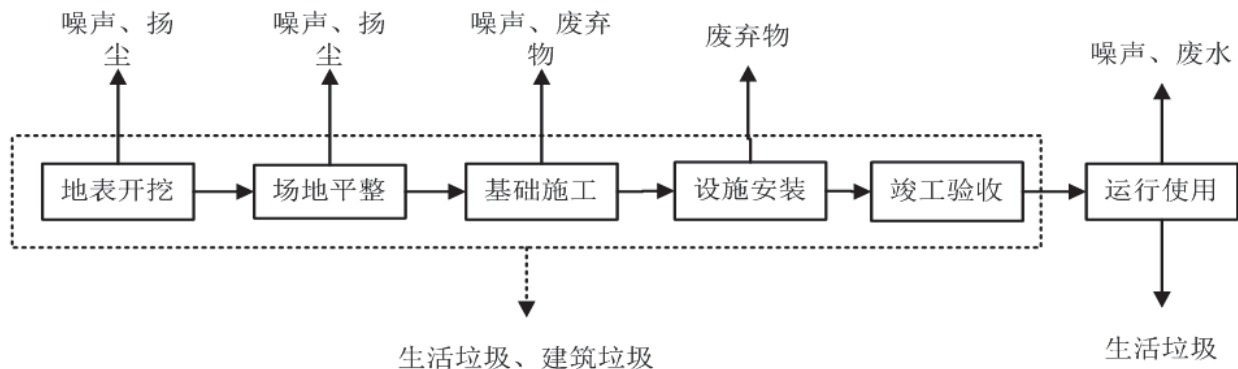 噪声、扬
尘
噪声、扬
尘
噪声、废弃
物
废弃物
噪声、废水
地表开挖
场地平整
基础施工
设施安装
竣工验收
运行使用
生活垃圾、建筑垃圾
生活垃圾